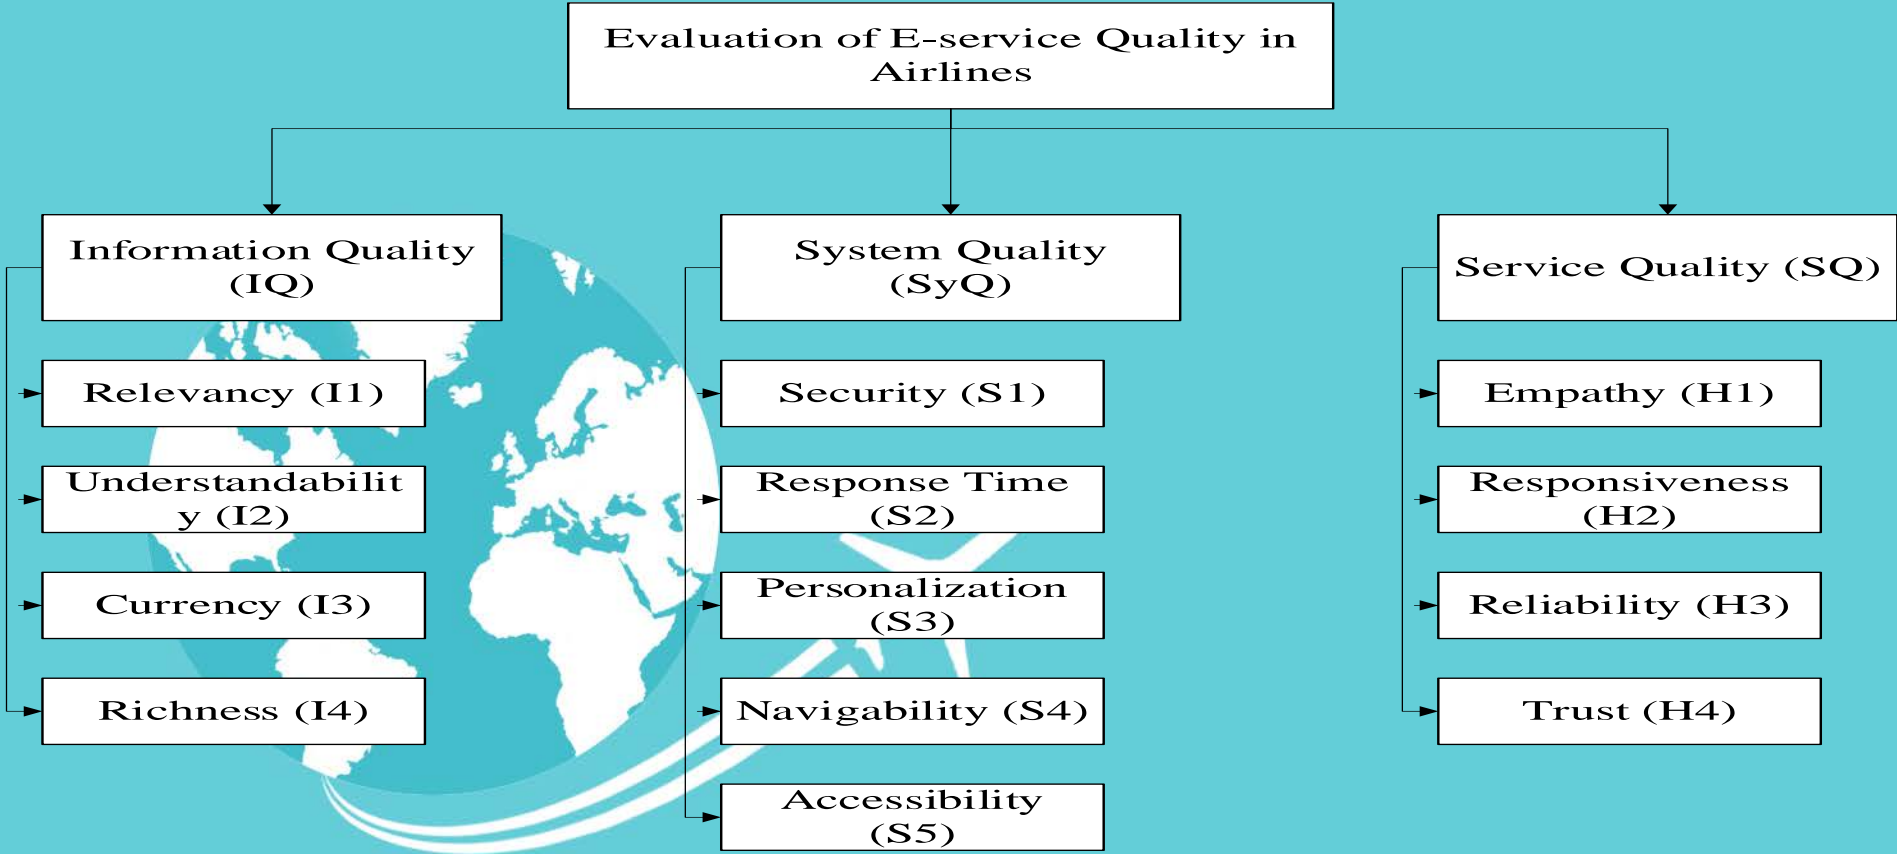 Evaluation of E-service Quality in
Airlines
Information Quality
(IQ)
System Quality
(SyQ)
Service Quality (SQ)
Relevancy (I1)
Understandabilit
y (I2)
Currency (I3)
Richness (I4)
Security (S1)
Response Time
(S2)
Personalization
(S3)
Navigability (S4)
Accessibility
(S5)
Empathy (H1)
Responsiveness
(H2)
Reliability (H3)
Trust (H4)